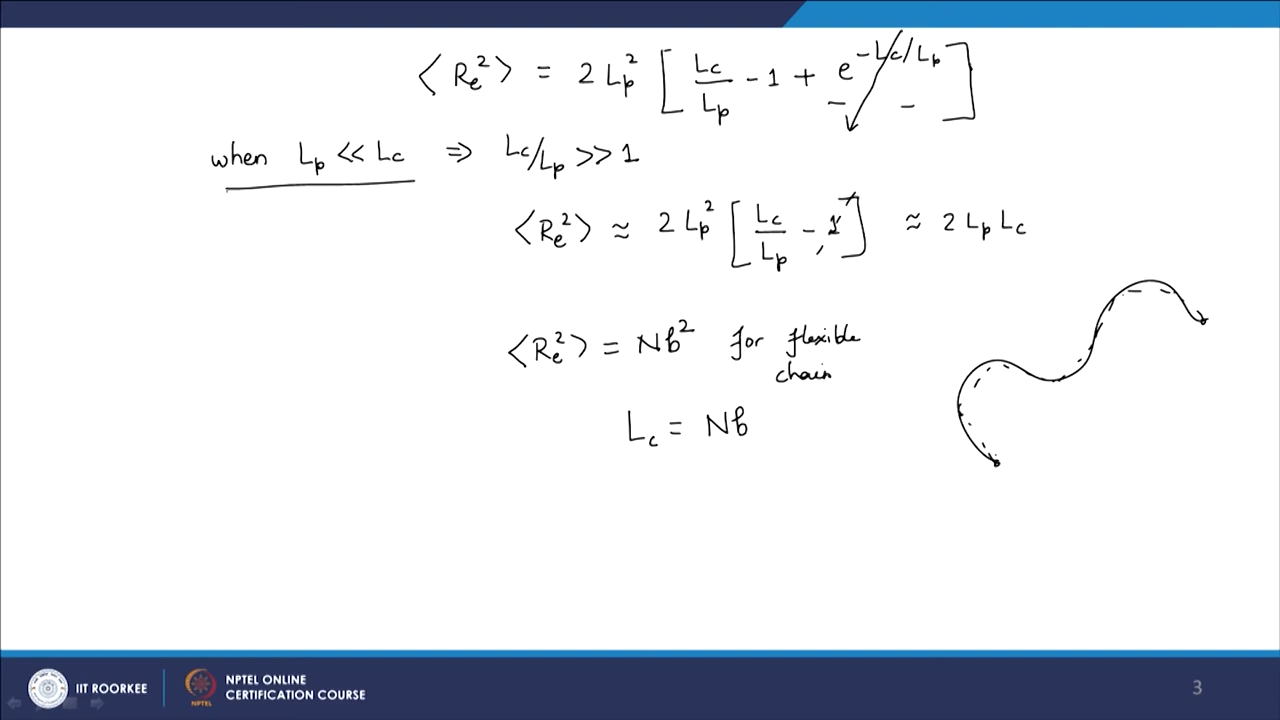 ⟨Re²⟩ = 2 Lp² [ Lc/Lp - 1 + e^(-Lc/Lp) ]
when Lp << Lc ⇒ Lc/Lp >> 1
⟨Re²⟩ ≈ 2 Lp² [ Lc/Lp - 1 ] ≈ 2 Lp Lc
⟨Re²⟩ = Nb² for flexible
chain
Lc = Nb
IIT ROORKEE
NPTEL
NPTEL ONLINE
CERTIFICATION COURSE
3